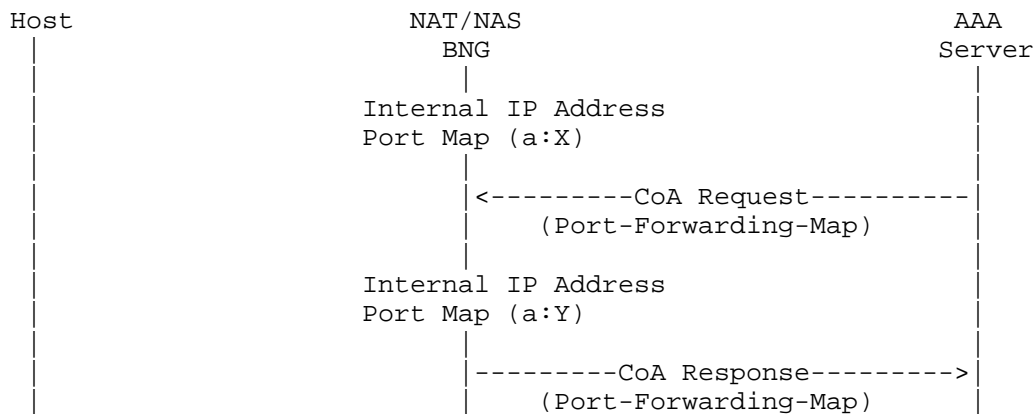 Host NAT/NAS AAA
BNG Server
Internal IP Address
Port Map (a:X)
<---------CoA Request----------
(Port-Forwarding-Map)
Internal IP Address
Port Map (a:Y)
---------CoA Response--------->
(Port-Forwarding-Map)